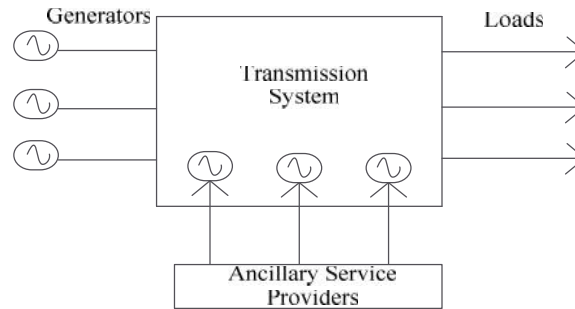 Generators
Loads
Transmission
System
Ancillary Service
Providers